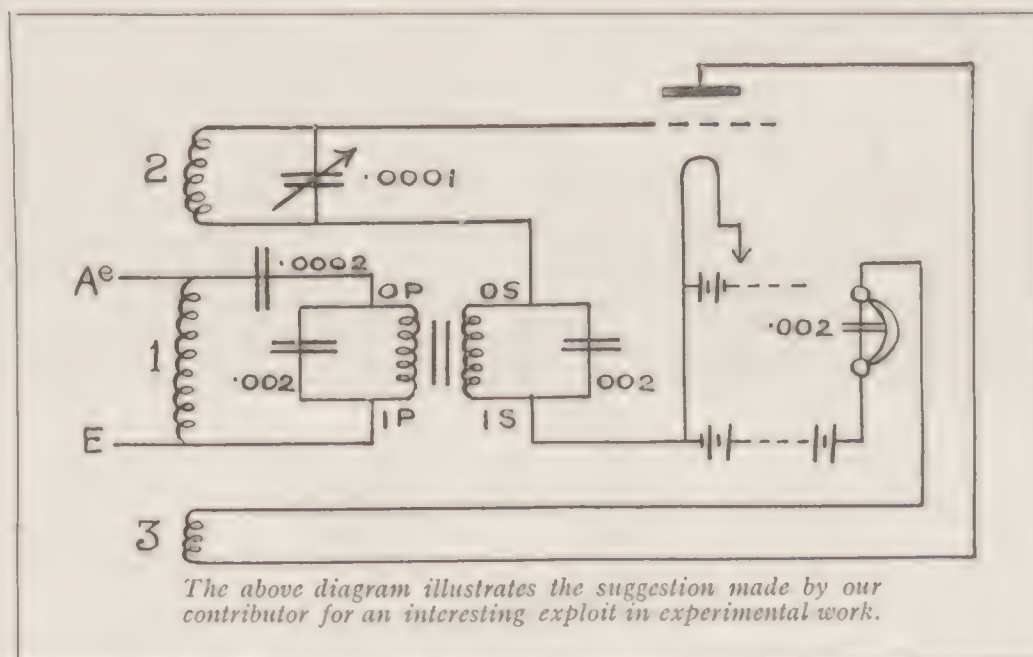 2
.0001
Ae
.0002
OP
OS
1
.002
.002
002
IP
IS
E
3
The above diagram illustrates the suggestion made by our
contributor for an interesting exploit in experimental work.